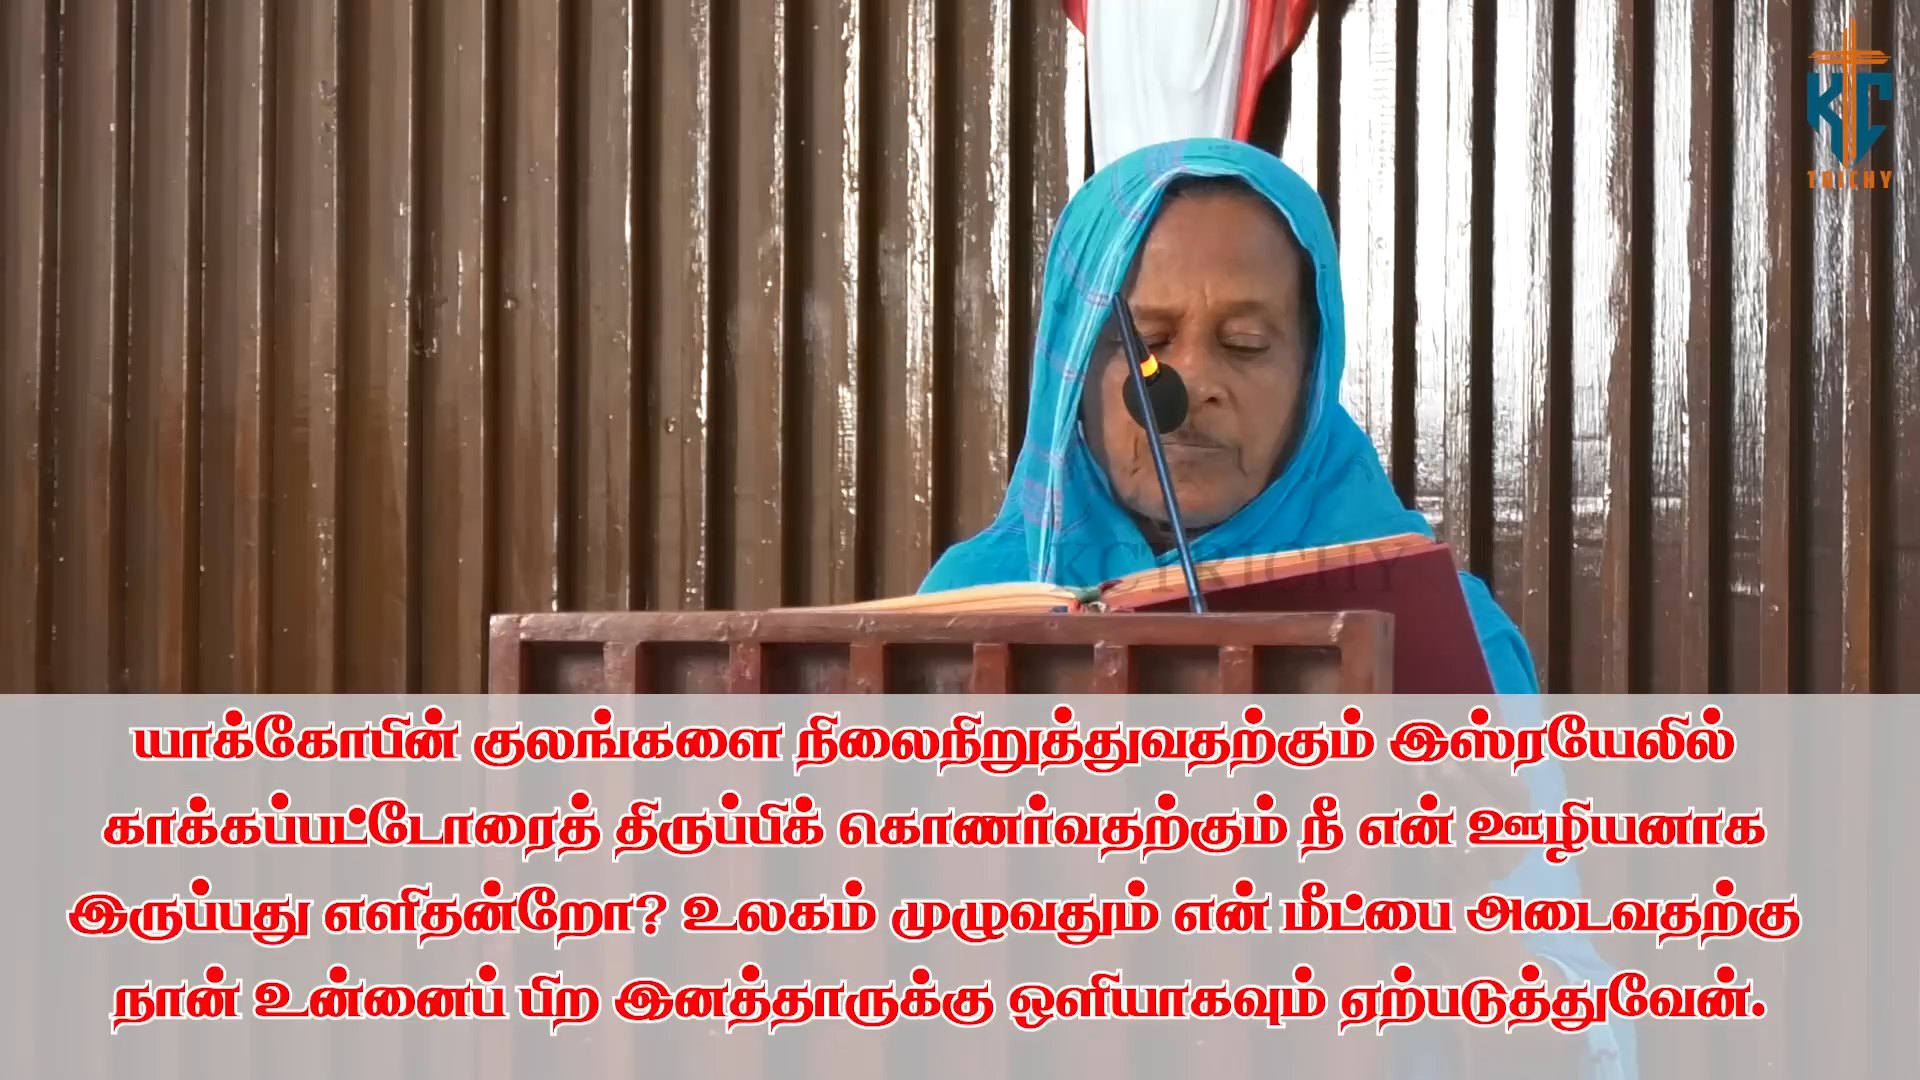 KC
TRICHY
KCTRICHY
யாக்கோபின் குலங்களை நிலைநிறுத்துவதற்கும் இஸ்ரயேலில்
காக்கப்பட்டோரைத் திருப்பிக் கொணர்வதற்கும் நீ என் ஊழியனாக
இருப்பது எளிதன்றோ? உலகம் முழுவதும் என் மீட்பை அடைவதற்கு
நான் உன்னைப் பிற இனத்தாருக்கு ஒளியாகவும் ஏற்படுத்துவேன்.